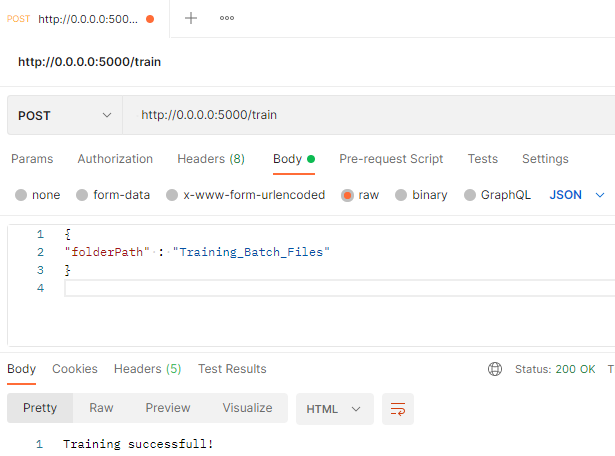 POST http://0.0.0.0:500...
http://0.0.0.0:5000/train
POST http://0.0.0.0:5000/train
Params Authorization Headers (8) Body Pre-request Script Tests Settings
none form-data x-www-form-urlencoded raw binary GraphQL JSON
1 {
2 "folderPath" : "Training_Batch_Files"
3 }
4
Body Cookies Headers (5) Test Results Status: 200 OK T
Pretty Raw Preview Visualize HTML
1 Training successfull!